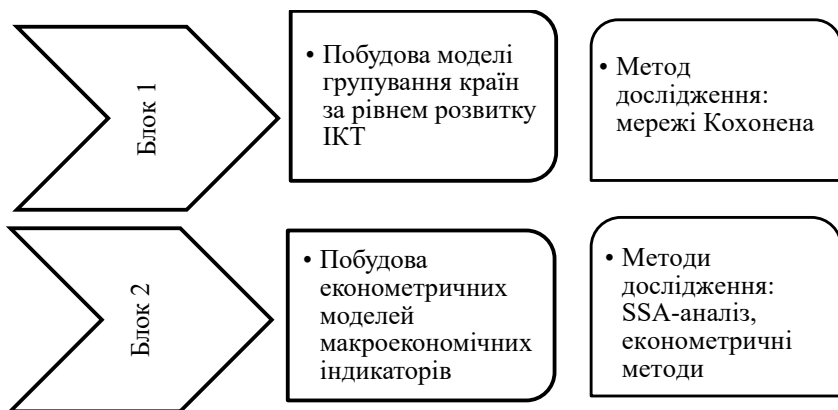 Блок 1
• Побудова моделі
групування країн
за рівнем розвитку
ІКТ
• Метод
дослідження:
мережі Кохонена
Блок 2
• Побудова
економетричних
моделей
макроекономічних
індикаторів
• Методи
дослідження:
SSA-аналіз,
економетричні
методи